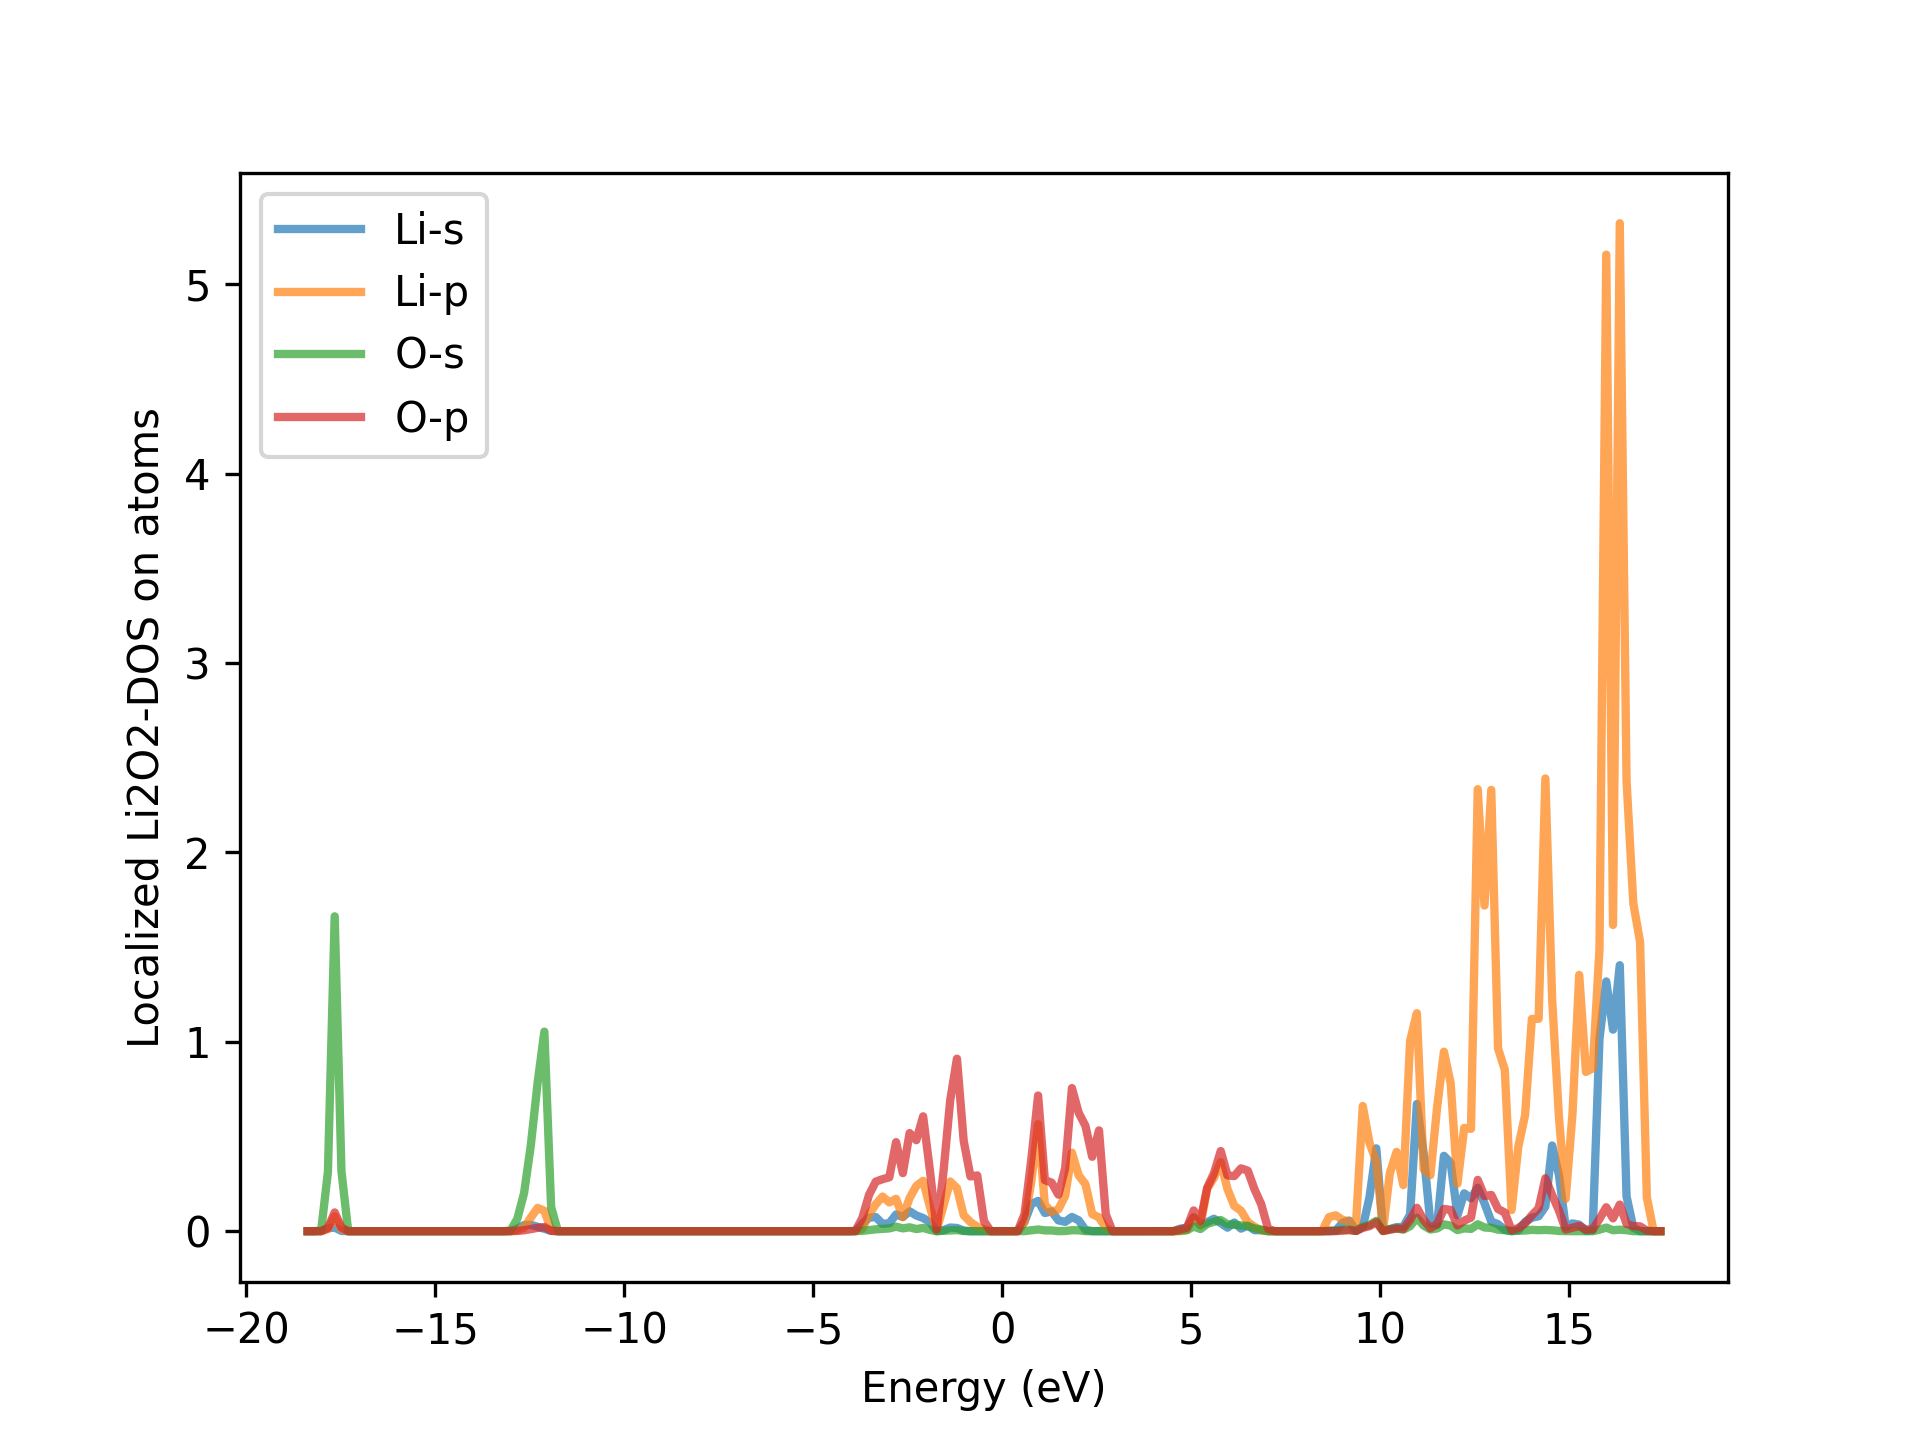 Li-s
Li-p
O-s
O-p
Localized Li2O2-DOS on atoms
5
4
3
2
1
0
−20 −15 −10 −5 0 5 10 15
Energy (eV)